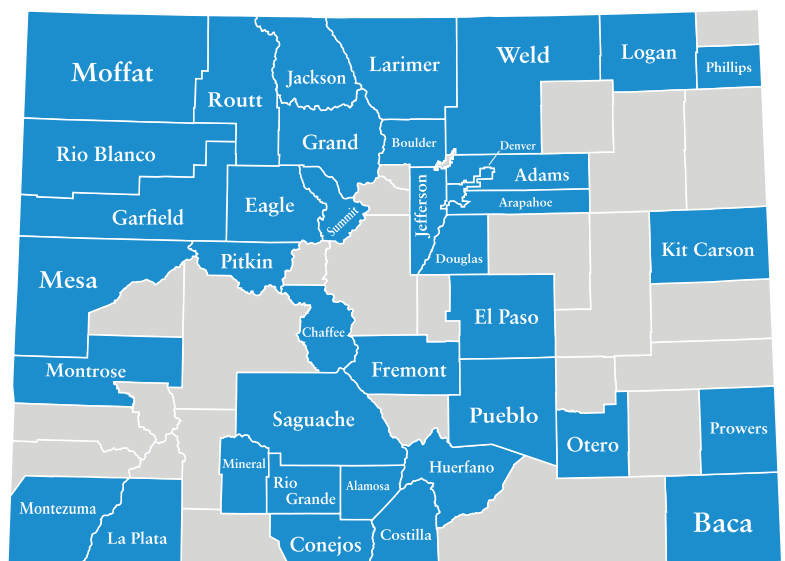 Moffat
Routt
Jackson
Larimer
Weld
Logan
Phillips
Rio Blanco
Grand
Boulder
Denver
Adams
Arapahoe
Garfield
Eagle
Summit
Jefferson
Douglas
Kit Carson
Mesa
Pitkin
Chaffee
El Paso
Montrose
Fremont
Saguache
Pueblo
Otero
Prowers
Mineral
Rio
Grande
Alamosa
Huerfano
Montezuma
La Plata
Conejos
Costilla
Baca